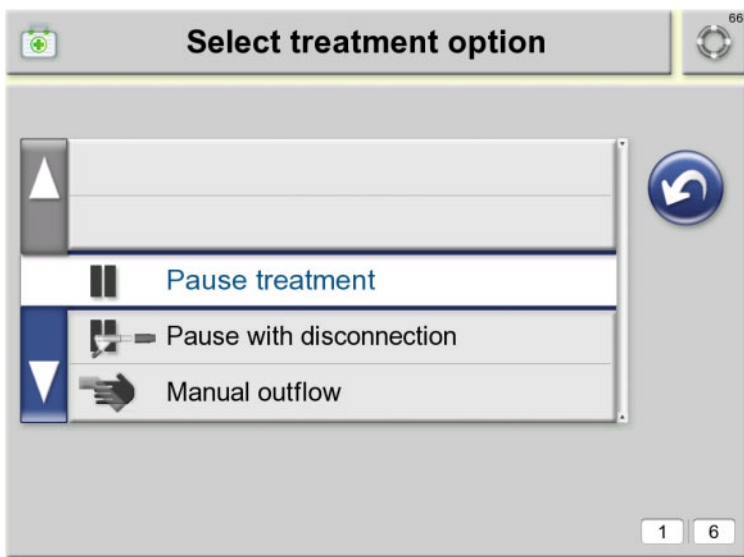 Select treatment option
66
Pause treatment
Pause with disconnection
Manual outflow
1 6